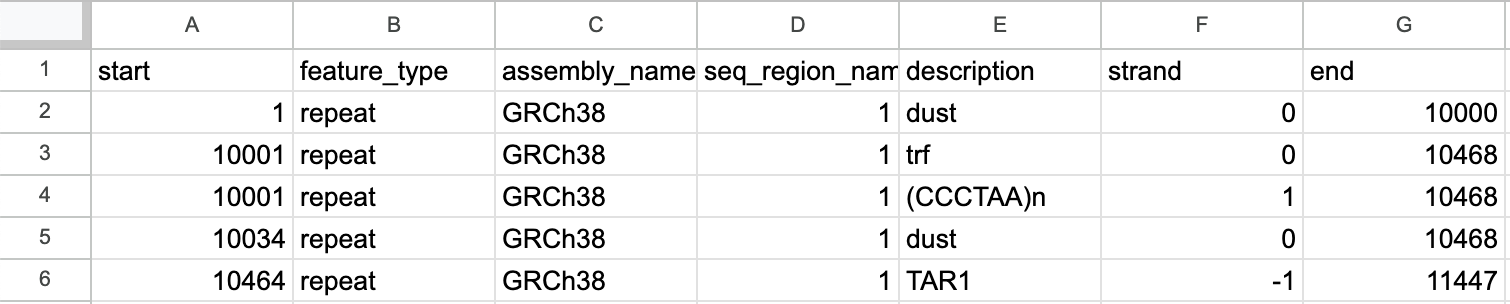 A B C D E F G
1 start feature_type assembly_name seq_region_nam description strand end
2 1 repeat GRCh38 1 dust 0 10000
3 10001 repeat GRCh38 1 trf 0 10468
4 10001 repeat GRCh38 1 (CCCTAA)n 1 10468
5 10034 repeat GRCh38 1 dust 0 10468
6 10464 repeat GRCh38 1 TAR1 -1 11447